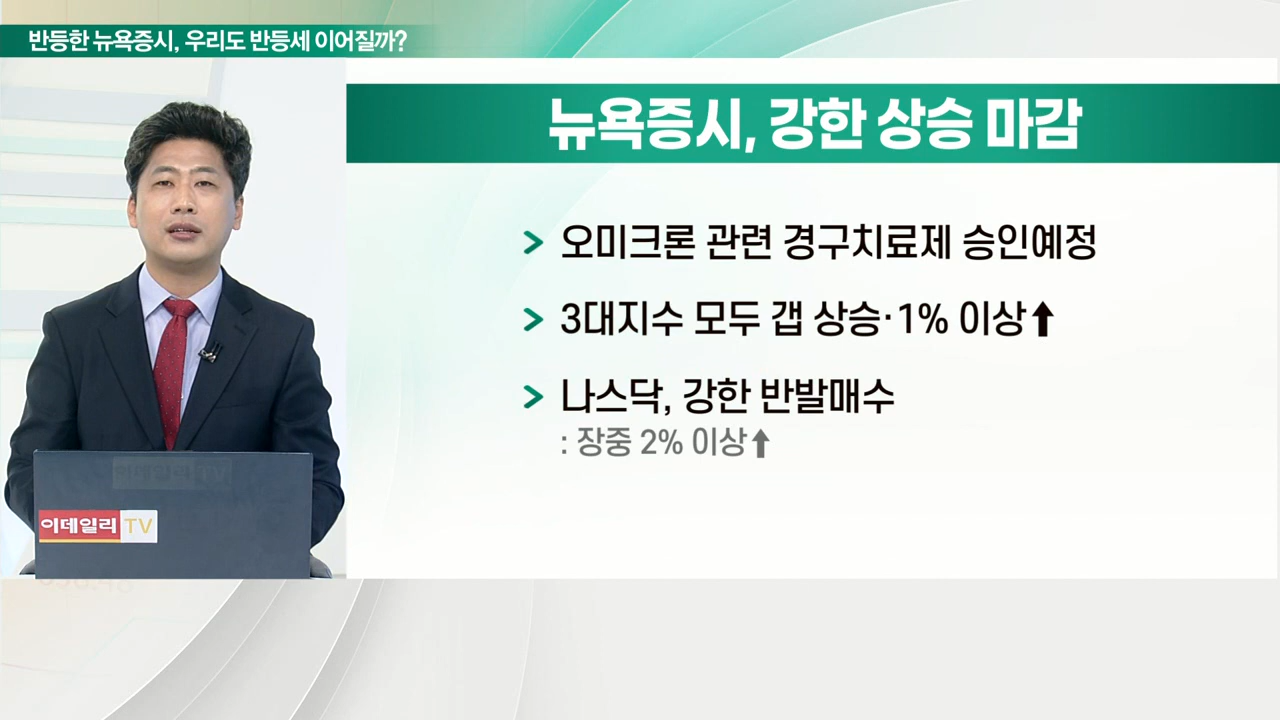 반등한 뉴욕증시, 우리도 반등세 이어질까?
뉴욕증시, 강한 상승 마감
> 오미크론 관련 경구치료제 승인예정
> 3대지수 모두 갭 상승·1% 이상⬆
> 나스닥, 강한 반발매수
: 장중 2% 이상⬆
이데일리 TV